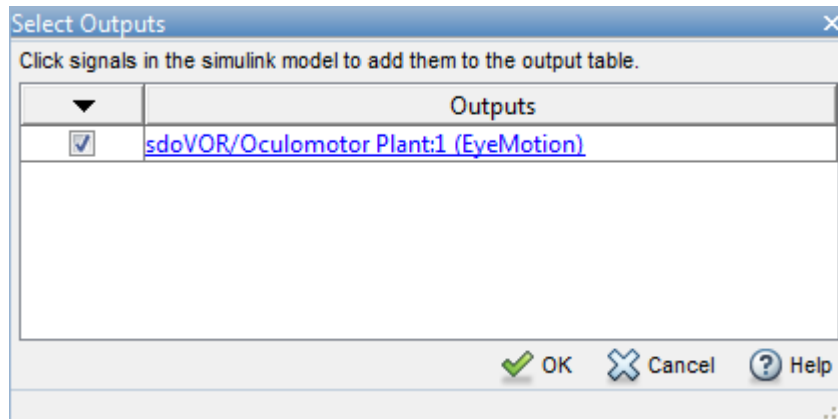 Select Outputs
Click signals in the simulink model to add them to the output table.
Outputs
sdoVOR/Oculomotor Plant:1 (EyeMotion)
OK Cancel Help